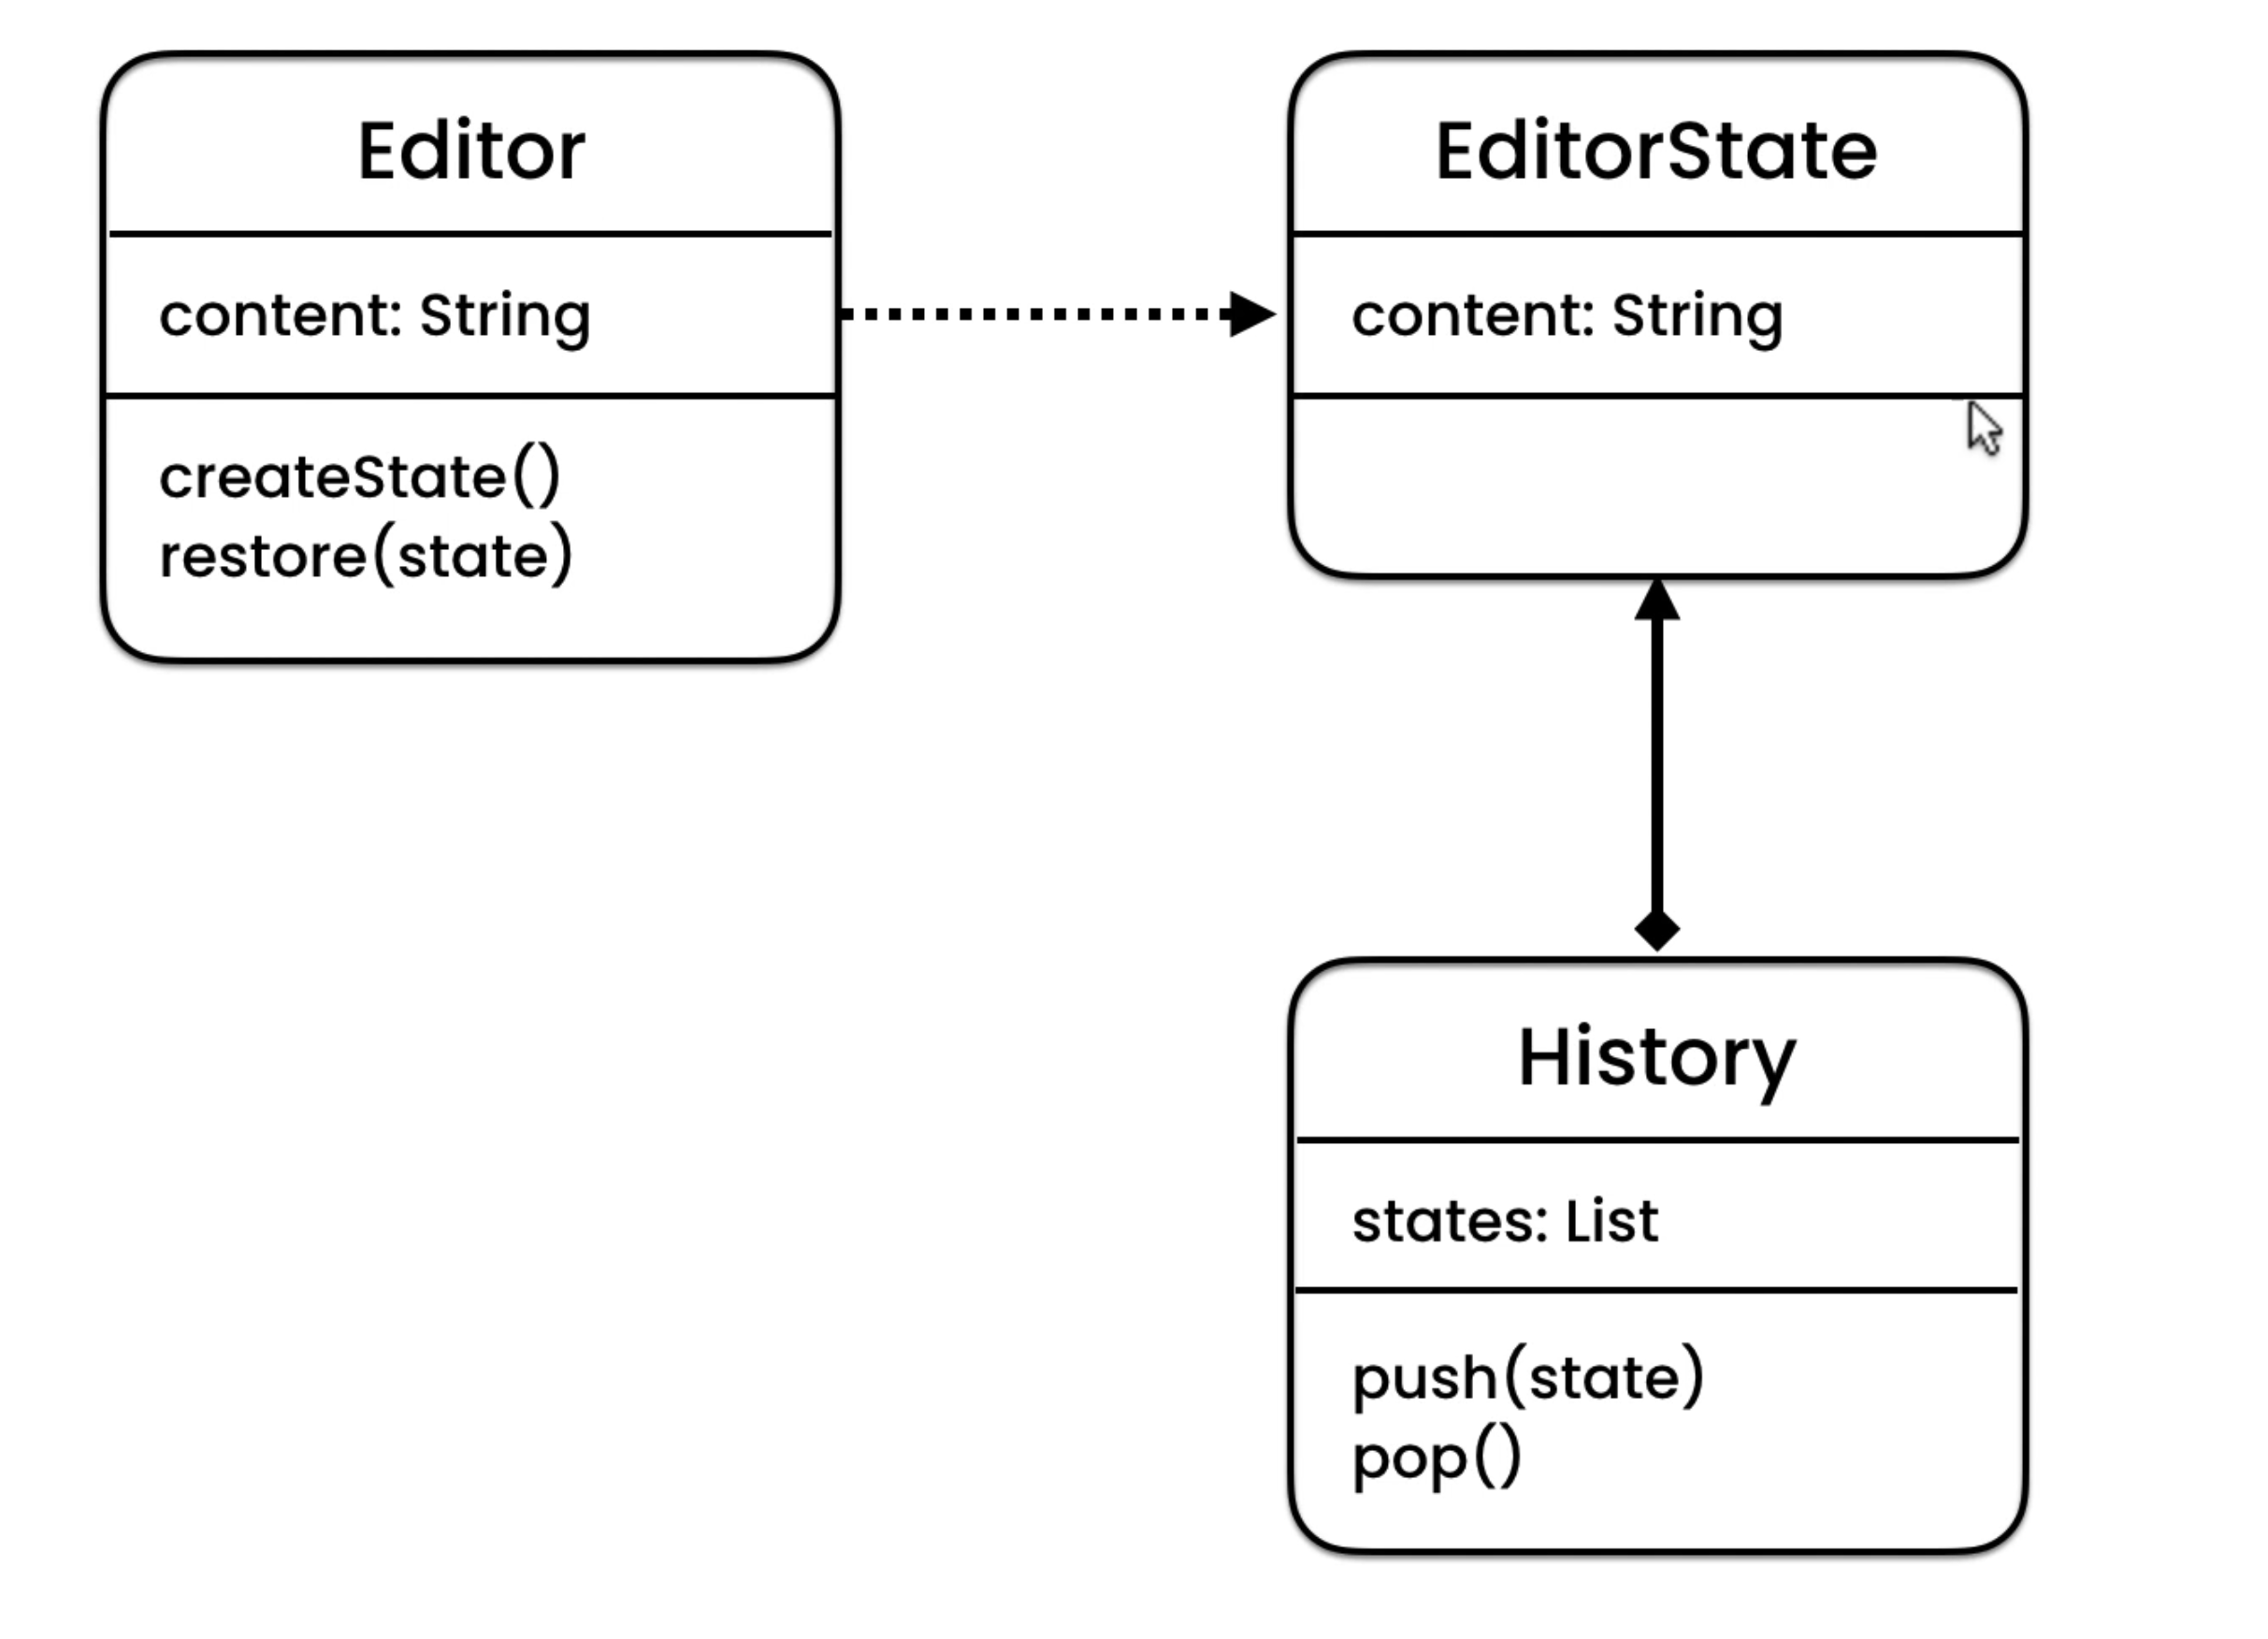 Editor
content: String
createState()
restore(state)
EditorState
content: String
History
states: List
push(state)
pop()